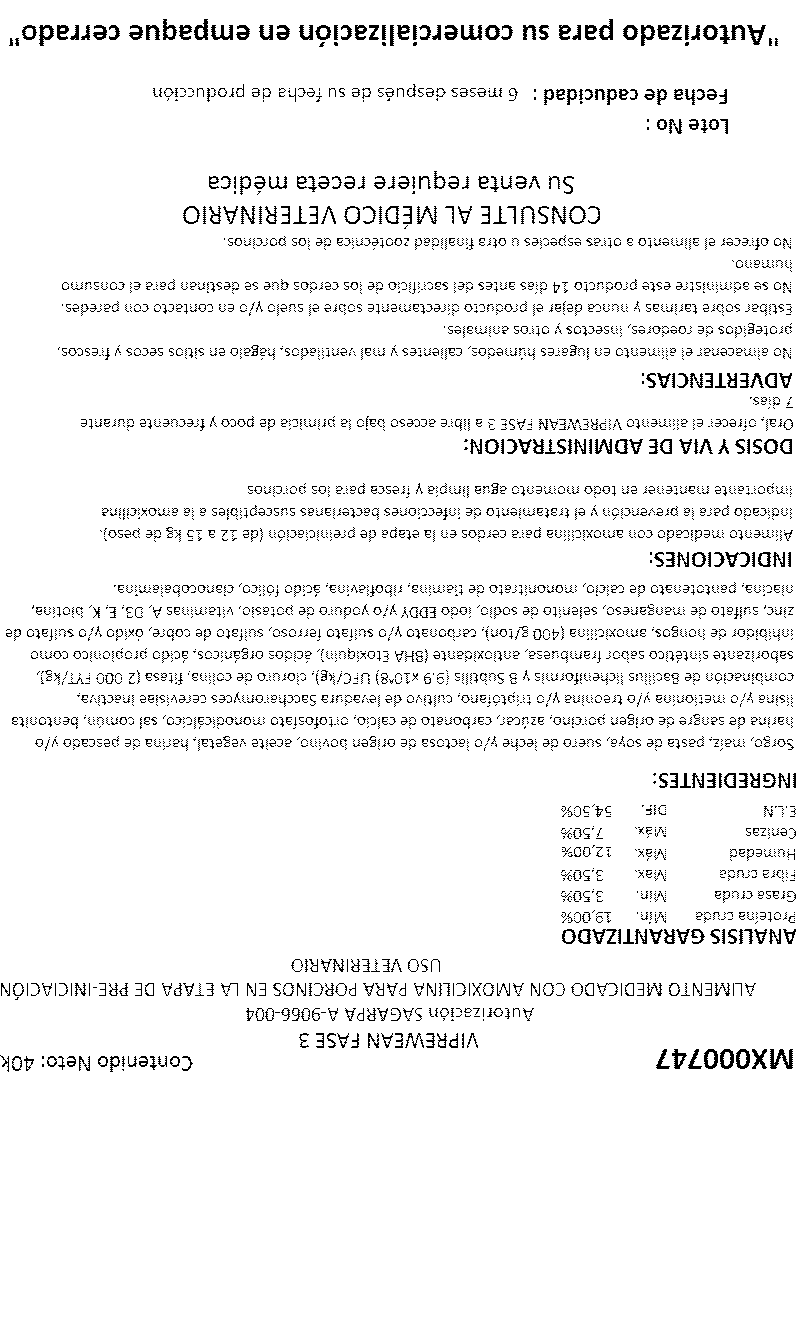 MX000747
Contenido Neto: 40k
VIPREWEAN FASE 3
Autorización SAGARPA A-9066-004
ALIMENTO MEDICADO CON AMOXICILINA PARA PORCINOS EN LA ETAPA DE PRE-INICIACIÓN
USO VETERINARIO
ANALISIS GARANTIZADO
Proteína cruda Mín. 19,00%
Grasa cruda Mín. 3,50%
Fibra cruda Máx. 3,50%
Humedad Máx. 12,00%
Cenizas Máx. 7,50%
E.L.N DIF. 54,50%
INGREDIENTES:
Sorgo, maíz, pasta de soya, suero de leche y/o lactosa de origen bovino, aceite vegetal, harina de pescado y/o
harina de sangre de origen porcino, azúcar, carbonato de calcio, ortofosfato monodicálcico, sal común, bentonita
lisina y/o metionina y/o treonina y/o triptófano, cultivo de levadura Saccharomyces cerevisiae inactiva,
combinación de Bacillus licheniformis y B Subtilis (9.9 x10^8) UFC/kg), cloruro de colina, fitasa (2 000 FYT/kg),
saborizante sintético sabor frambuesa, antioxidante (BHA Etoxiquin), ácidos orgánicos, ácido propionico como
inhibidor de hongos, amoxicilina (400 g/ton), carbonato y/o sulfato ferroso, sulfato de cobre, óxido y/o sulfato de
zinc, sulfato de manganeso, selenito de sodio, iodo EDDY y/o yoduro de potasio, vitaminas A, D3, E, K, biotina,
niacina, pantotenato de calcio, mononitrato de tiamina, riboflavina, ácido fólico, cianocobalamina.
INDICACIONES:
Alimento medicado con amoxicilina para cerdos en la etapa de preiniciación (de 12 a 15 kg de peso).
Indicado para la prevención y el tratamiento de infecciones bacterianas susceptibles a la amoxicilina
Importante mantener en todo momento agua limpia y fresca para los porcinos
DOSIS Y VIA DE ADMINISTRACION:
Oral, ofrecer el alimento VIPREWEAN FASE 3 a libre acceso bajo la primicia de poco y frecuente durante
7 días.
ADVERTENCIAS:
No almacenar el alimento en lugares húmedos, calientes y mal ventilados, hágalo en sitios secos y frescos,
protegidos de roedores, insectos y otros animales.
Estibar sobre tarimas y nunca dejar el producto directamente sobre el suelo y/o en contacto con paredes.
No se administre este producto 14 días antes del sacrificio de los cerdos que se destinan para el consumo
humano.
No ofrecer el alimento a otras especies u otra finalidad zootécnica de los porcinos.
CONSULTE AL MÉDICO VETERINARIO
Su venta requiere receta médica
Lote No :
Fecha de caducidad : 6 meses después de su fecha de producción
"Autorizado para su comercialización en empaque cerrado"